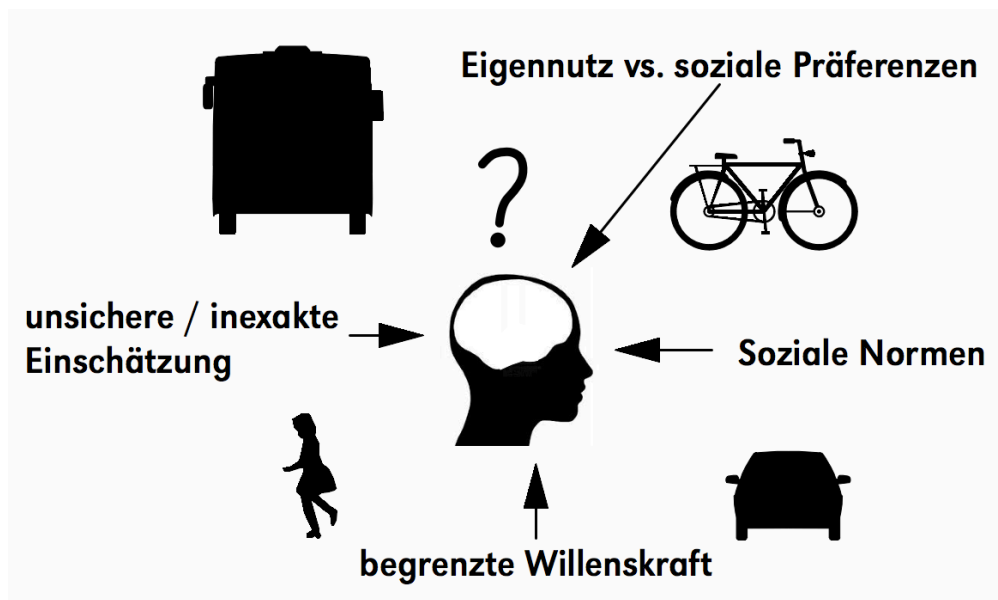 Eigennutz vs. soziale Präferenzen
?
unsichere / inexakte
Einschätzung
Soziale Normen
begrenzte Willenskraft